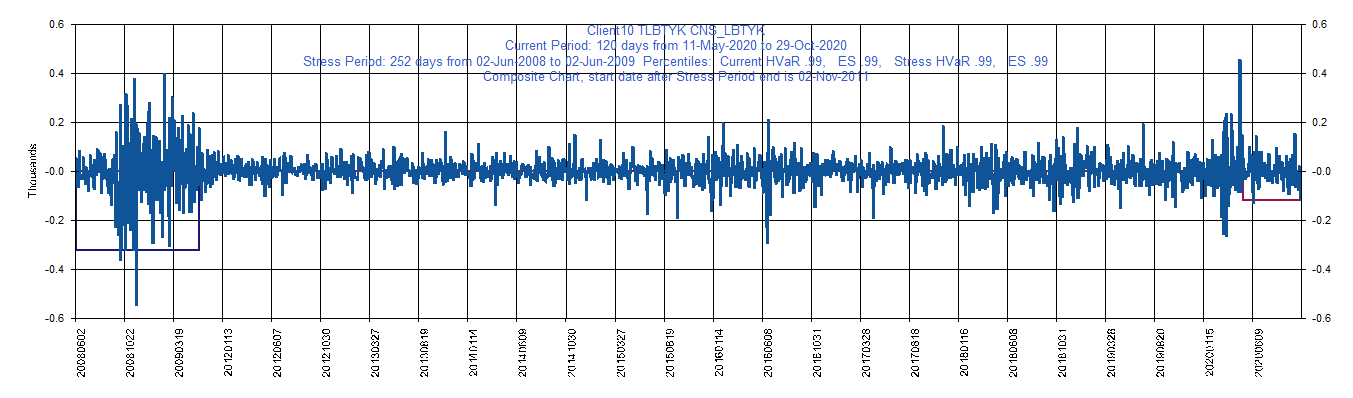 Client10 TLBTYK CNS_LBTYK
Current Period: 120 days from 11-May-2020 to 29-Oct-2020
Stress Period: 252 days from 02-Jun-2008 to 02-Jun-2009 Percentiles: Current HVaR .99, ES .99, Stress HVaR .99, ES .99
Composite Chart, start date after Stress Period end is 02-Nov-2011
0.6 0.6
0.4 0.4
0.2 0.2
-0.0 -0.0
-0.2 -0.2
-0.4 -0.4
-0.6 -0.6
Thousands
20080602 20081022 20090319 20120113 20120607 20121030 20130327 20130819 20140114 20140609 20141030 20150327 20150819 20160114 20160608 20161031 20170328 20170818 20180116 20180608 20181031 20190328 20190820 20200115 20200609